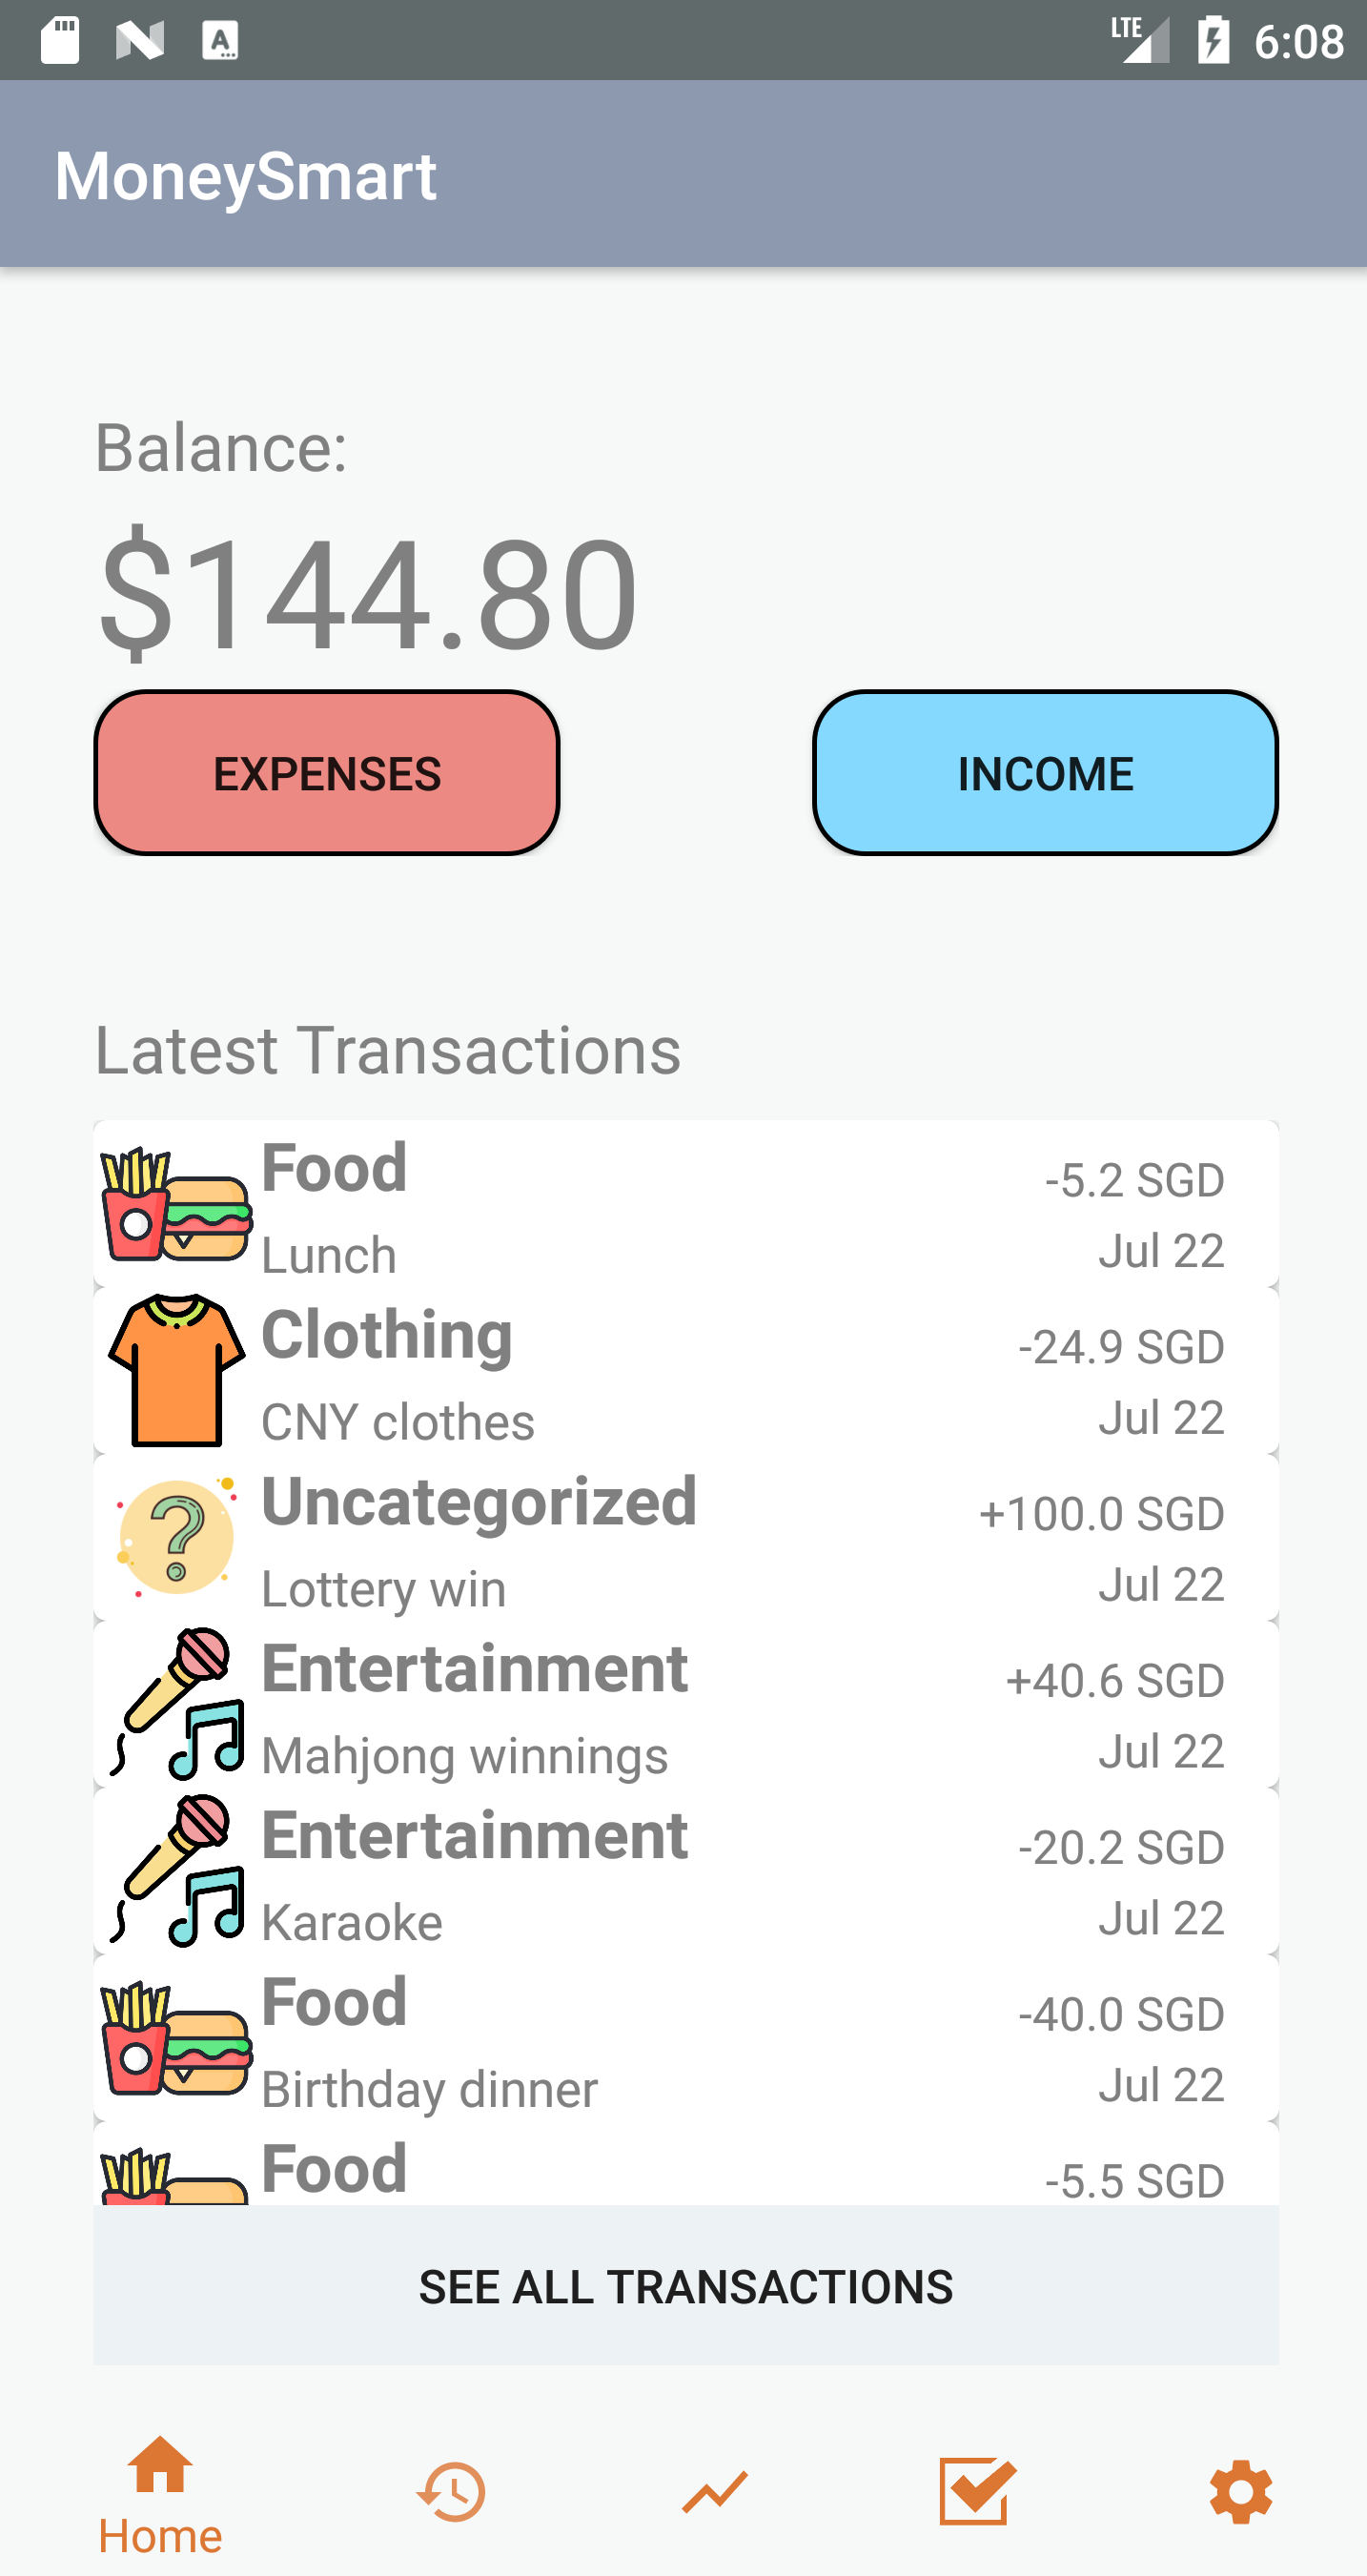 LTE 6:08
MoneySmart
Balance:
$144.80
EXPENSES INCOME
Latest Transactions
Food -5.2 SGD
Lunch Jul 22
Clothing -24.9 SGD
CNY clothes Jul 22
Uncategorized +100.0 SGD
Lottery win Jul 22
Entertainment +40.6 SGD
Mahjong winnings Jul 22
Entertainment -20.2 SGD
Karaoke Jul 22
Food -40.0 SGD
Birthday dinner Jul 22
Food -5.5 SGD
SEE ALL TRANSACTIONS
Home